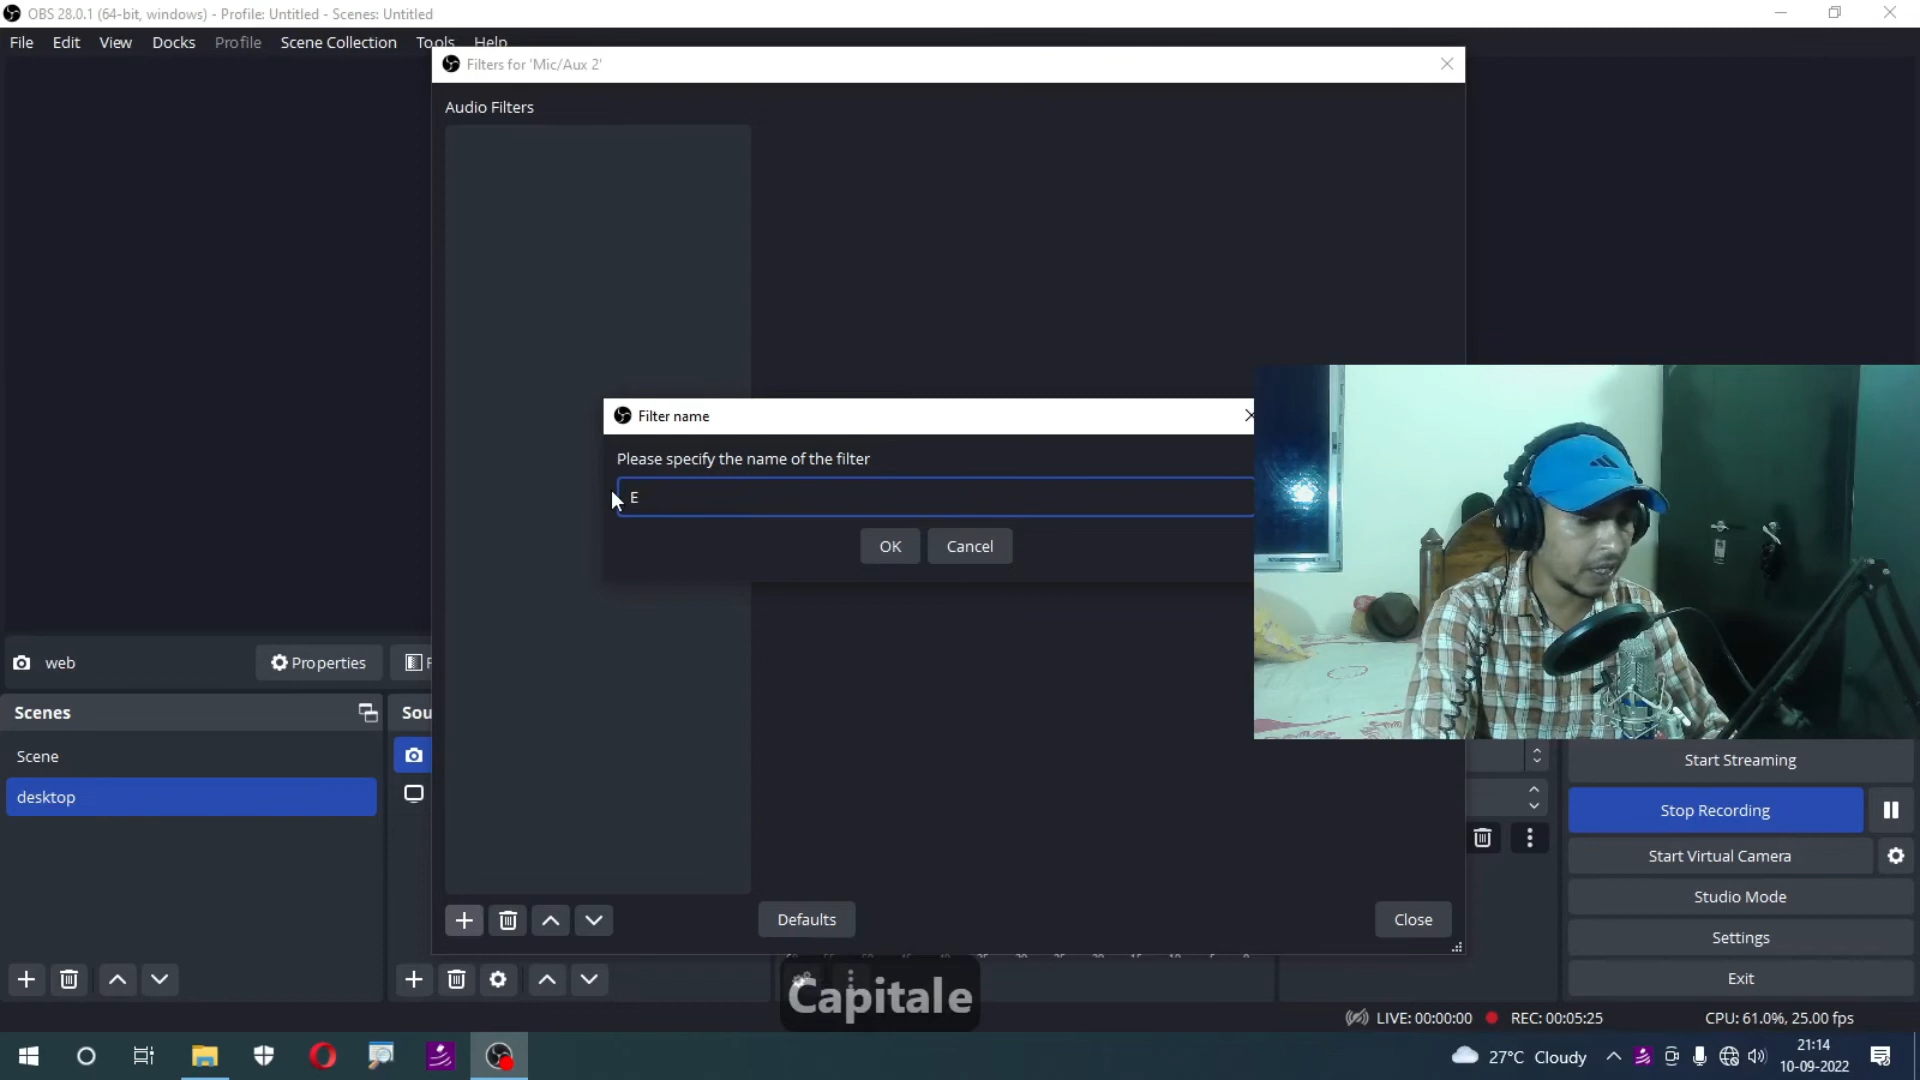 OBS 28.0.1 (64-bit, windows) - Profile: Untitled - Scenes: Untitled
File Edit View Docks Profile Scene Collection Tools Help
Filters for 'Mic/Aux 2'
Audio Filters
Filter name
Please specify the name of the filter
E
OK Cancel
web
Properties
F
Scenes
Sou
Scene
desktop
Start Streaming
Stop Recording
Start Virtual Camera
Studio Mode
Settings
Exit
Defaults
Close
Capitale
LIVE: 00:00:00
REC: 00:05:25
CPU: 61.0%, 25.00 fps
27°C Cloudy
21:14
10-09-2022